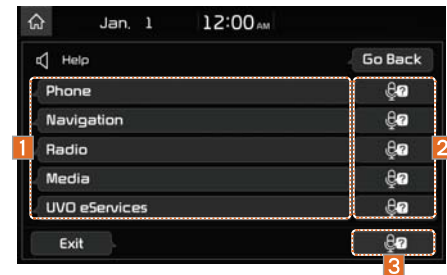 Jan. 1 12:00 AM
Help Go Back
Phone ?
Navigation ?
1 Radio ? 2
Media ?
UVO eServices ?
Exit ?
3